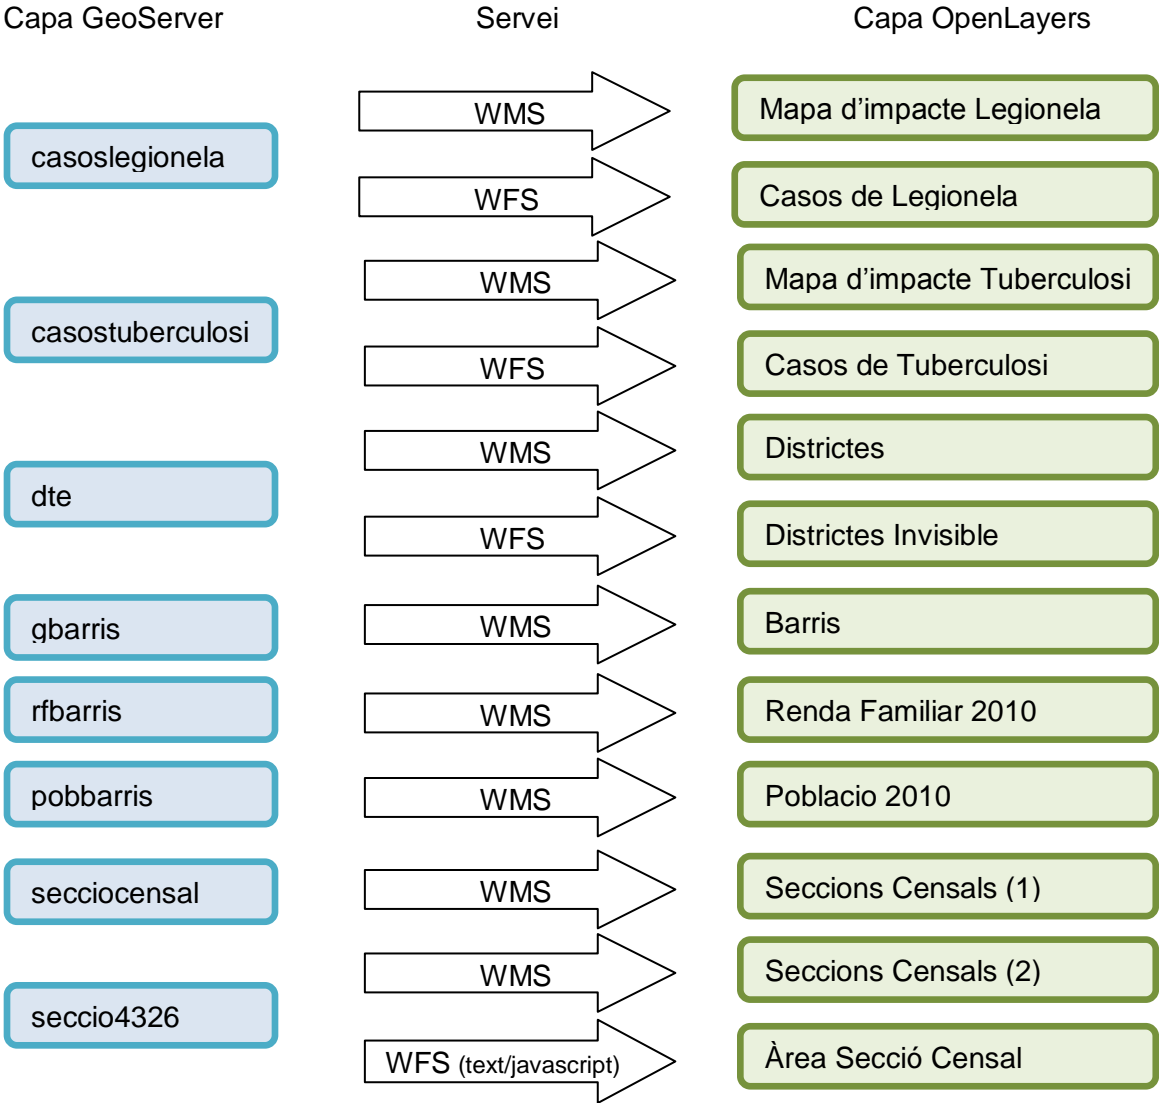 Capa GeoServer
Servei
Capa OpenLayers
casoslegionela
WMS
Mapa d’impacte Legionela
WFS
Casos de Legionela
casostuberculosi
WMS
Mapa d’impacte Tuberculosi
WFS
Casos de Tuberculosi
dte
WMS
Districtes
WFS
Districtes Invisible
gbarris
WMS
Barris
rfbarris
WMS
Renda Familiar 2010
pobbarris
WMS
Poblacio 2010
secciocensal
WMS
Seccions Censals (1)
seccio4326
WMS
Seccions Censals (2)
WFS (text/javascript)
Àrea Secció Censal